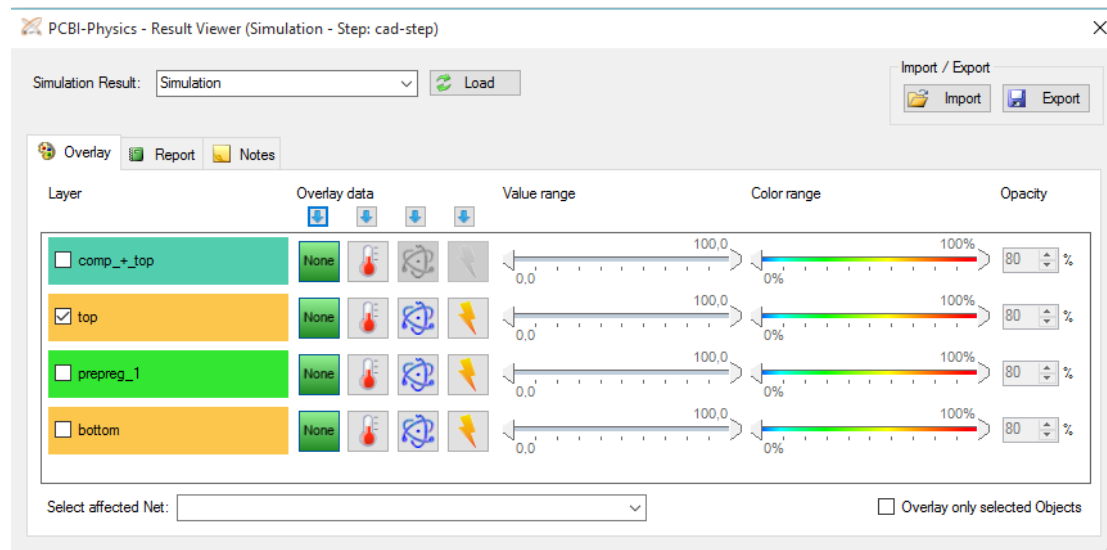 PCBI-Physics - Result Viewer (Simulation - Step: cad-step)
Import / Export
Simulation Result: Simulation Load Import Export
Overlay Report Notes
Layer Overlay data Value range Color range Opacity
comp_+_top None 0,0 100,0 0% 100% 80 %
top None 0,0 100,0 0% 100% 80 %
prepreg_1 None 0,0 100,0 0% 100% 80 %
bottom None 0,0 100,0 0% 100% 80 %
Select affected Net: Overlay only selected Objects